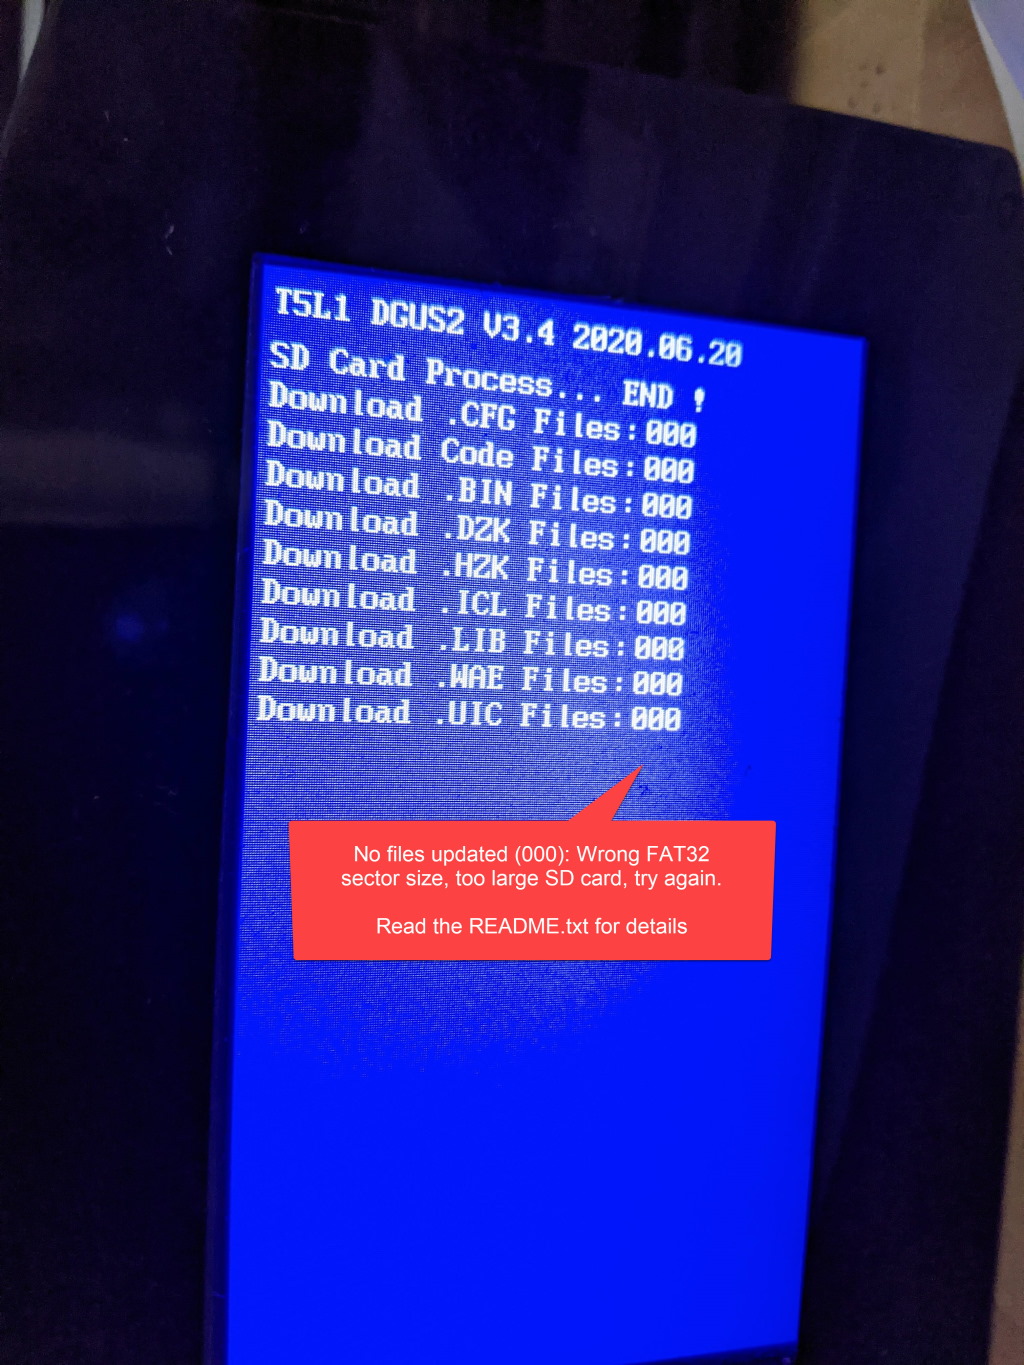 T5L1 DGUS2 V3.4 2020.06.20
SD Card Process... END !
Download .CFG Files:000
Download Code Files:000
Download .BIN Files:000
Download .DZK Files:000
Download .HZK Files:000
Download .ICL Files:000
Download .LIB Files:000
Download .WAE Files:000
Download .UIC Files:000
No files updated (000): Wrong FAT32
sector size, too large SD card, try again.
Read the README.txt for details